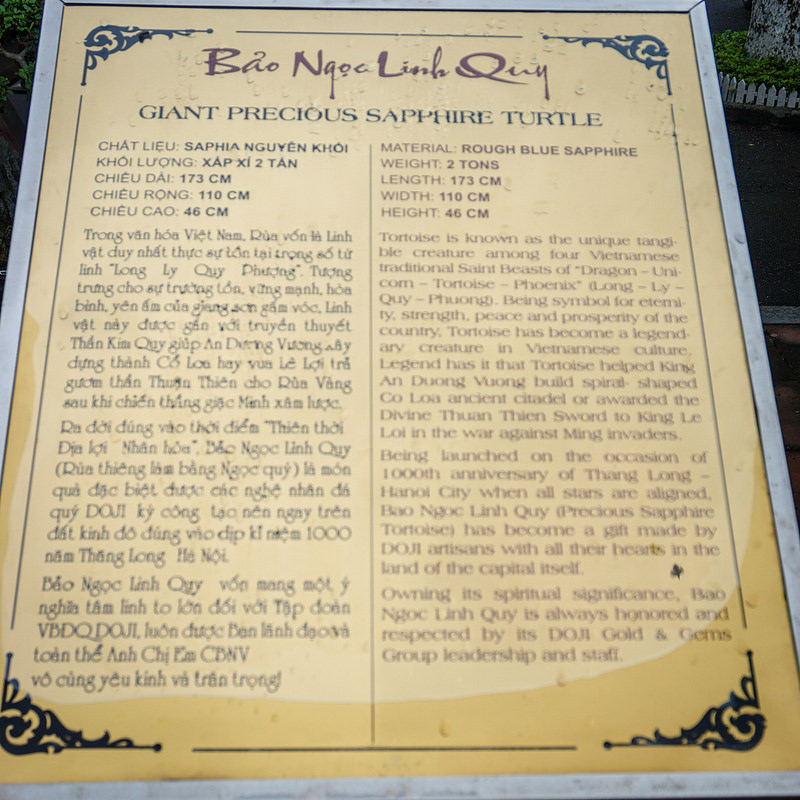 Bảo Ngọc Linh Quy
GIANT PRECIOUS SAPPHIRE TURTLE
CHẤT LIỆU: SAPHIA NGUYÊN KHỐI
KHỐI LƯỢNG: XẤP XỈ 2 TẤN
CHIỀU DÀI: 173 CM
CHIỀU RỘNG: 110 CM
CHIỀU CAO: 46 CM
Trong văn hóa Việt Nam, Rùa vốn là Linh
vật duy nhất thực sự tồn tại trong số tứ
linh "Long Ly Quy Phượng". Tượng
trưng cho sự trường tồn, vững mạnh, hòa
bình, yên ấm của giang sơn gấm vóc, Linh
vật này được gắn với truyền thuyết
Thần Kim Quy giúp An Dương Vương xây
dựng thành Cổ Loa hay vua Lê Lợi trả
gươm thần Thuận Thiên cho Rùa Vàng
sau khi chiến thắng giặc Minh xâm lược.
Ra đời đúng vào thời điểm "Thiên thời
Địa lợi Nhân hòa", Bảo Ngọc Linh Quy
(Rùa thiêng làm bằng Ngọc quý) là món
quà đặc biệt được các nghệ nhân đá
quý DOJI kỳ công tạo nên ngay trên
đất kinh đô đúng vào dịp kỉ niệm 1000
năm Thăng Long Hà Nội.
Bảo Ngọc Linh Quy vốn mang một ý
nghĩa tâm linh to lớn đối với Tập đoàn
VBĐQ DOJI, luôn được Ban lãnh đạo và
toàn thể Anh Chị Em CBNV
vô cùng yêu kính và trân trọng!
MATERIAL: ROUGH BLUE SAPPHIRE
WEIGHT: 2 TONS
LENGTH: 173 CM
WIDTH: 110 CM
HEIGHT: 46 CM
Tortoise is known as the unique tangi-
ble creature among four Vietnamese
traditional Saint Beasts of "Dragon – Uni-
corn – Tortoise – Phoenix" (Long – Ly –
Quy – Phuong). Being symbol for eterni-
ty, strength, peace and prosperity of the
country, Tortoise has become a legend-
ary creature in Vietnamese culture.
Legend has it that Tortoise helped King
An Duong Vuong build spiral- shaped
Co Loa ancient citadel or awarded the
Divine Thuan Thien Sword to King Le
Loi in the war against Ming invaders.
Being launched on the occasion of
1000th anniversary of Thang Long –
Hanoi City when all stars are aligned,
Bao Ngoc Linh Quy (Precious Sapphire
Tortoise) has become a gift made by
DOJI artisans with all their hearts in the
land of the capital itself.
Owning its spiritual significance, Bao
Ngoc Linh Quy is always honored and
respected by its DOJI Gold & Gems
Group leadership and staff.